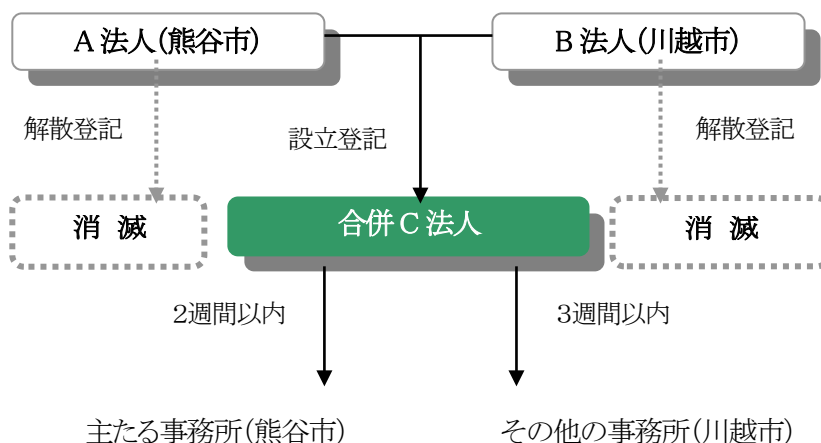 A法人(熊谷市)
B法人(川越市)
解散登記
設立登記
解散登記
消 滅
合併C法人
消 滅
2週間以内
3週間以内
主たる事務所(熊谷市)
その他の事務所(川越市)